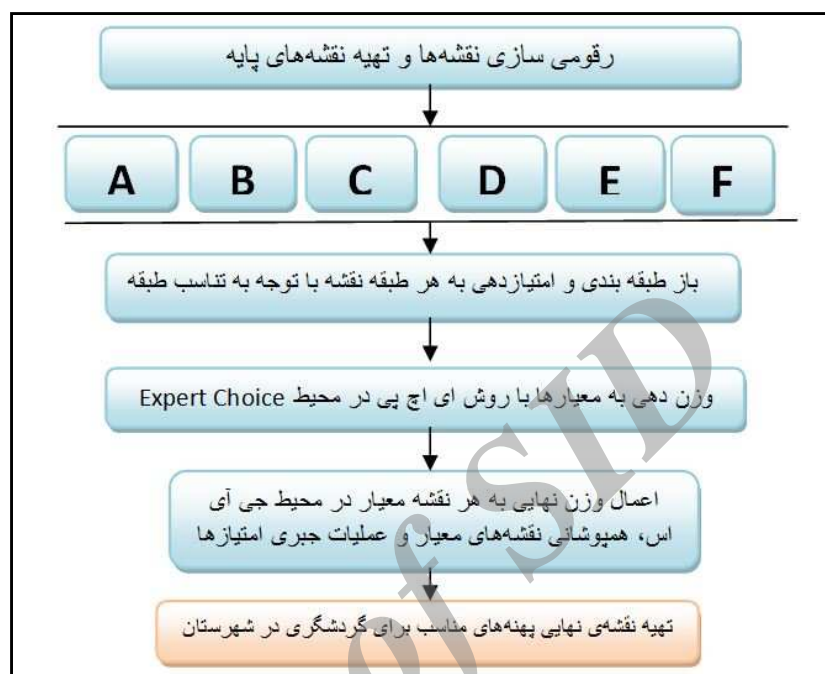 رقومی سازی نقشه‌ها و تهیه نقشه‌های پایه
A B C D E F
باز طبقه بندی و امتیازدهی به هر طبقه نقشه با توجه به تناسب طبقه
وزن دهی به معیارها با روش ای اچ پی در محیط Expert Choice
اعمال وزن نهایی به هر نقشه معیار در محیط جی آی
اس، همپوشانی نقشه‌های معیار و عملیات جبری امتیازها
تهیه نقشه‌ی نهایی پهنه‌های مناسب برای گردشگری در شهرستان
of SID